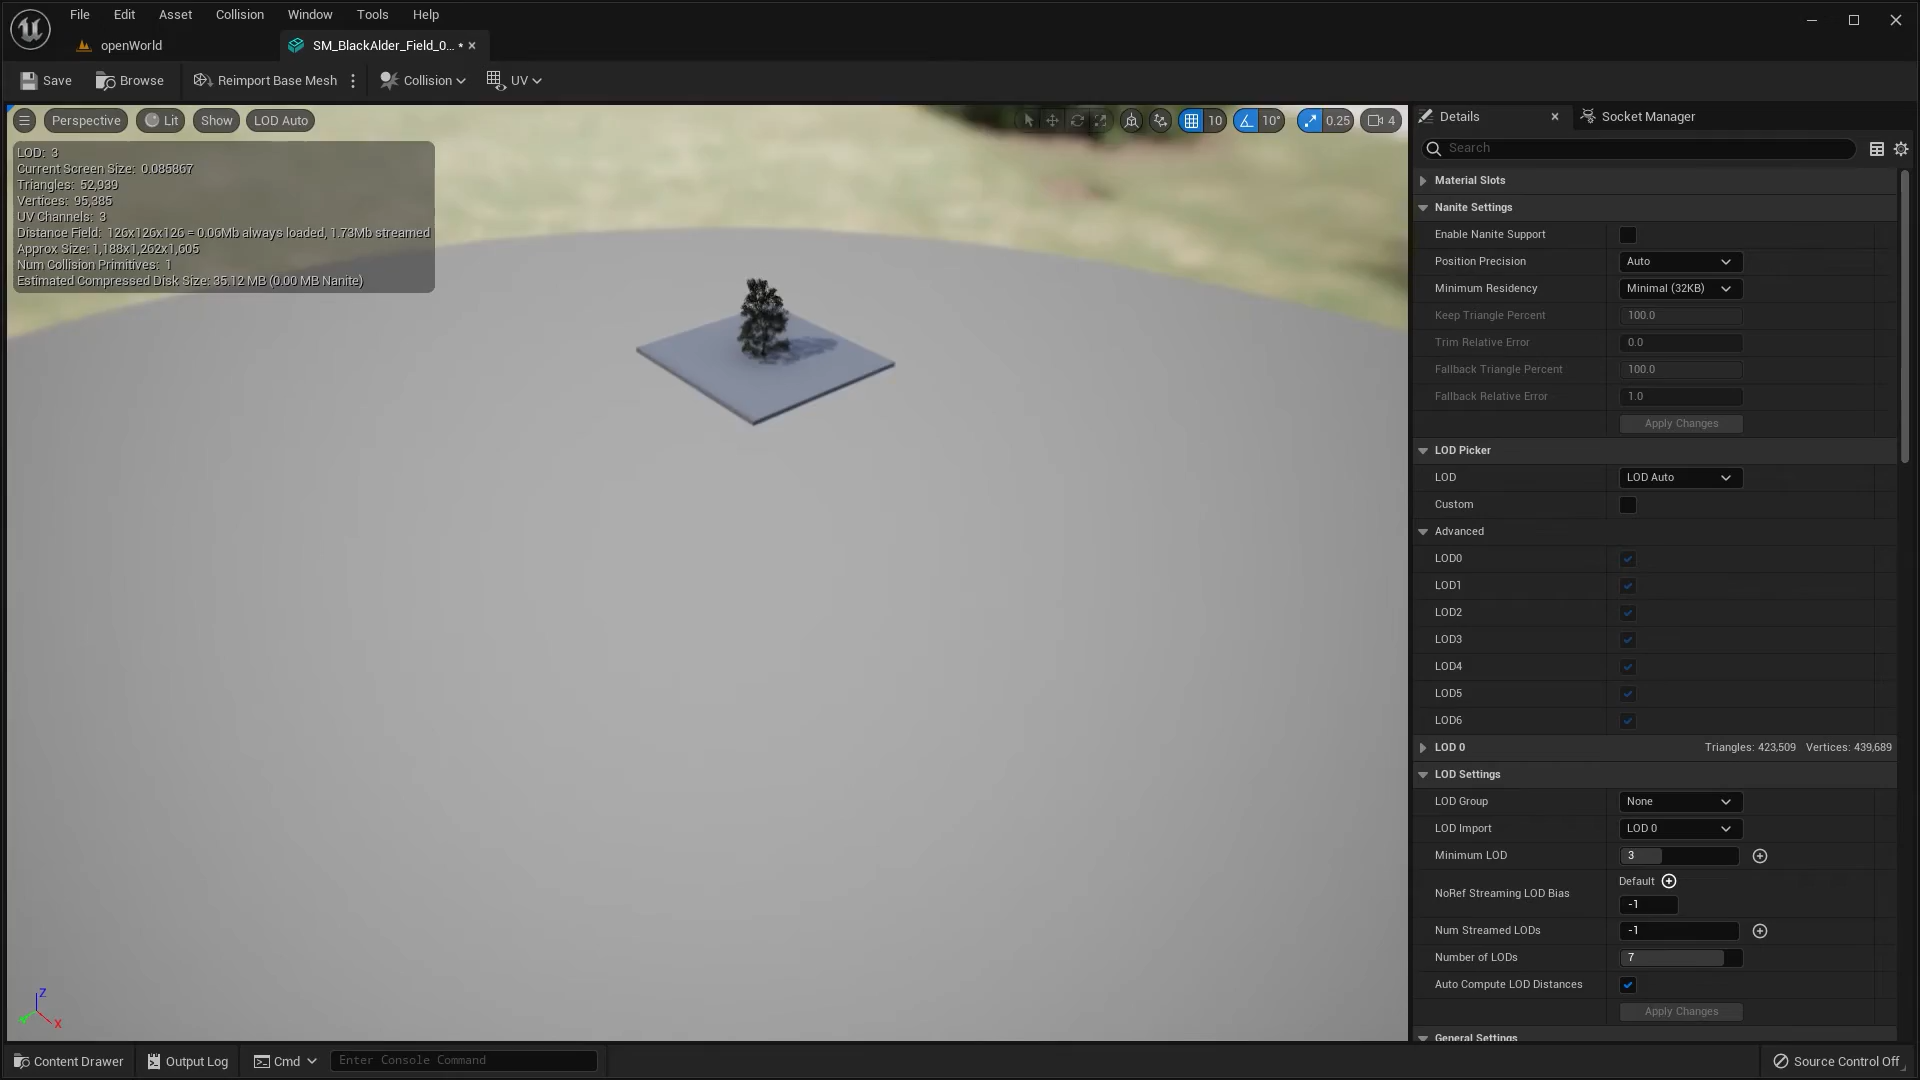 File Edit Asset Collision Window Tools Help
openWorld
SM_BlackAlder_Field_0... •
Save Browse Reimport Base Mesh Collision UV
Perspective Lit Show LOD Auto 10 10° 0.25 4
LOD: 3
Current Screen Size: 0.085867
Triangles: 52,939
Vertices: 95,385
UV Channels: 3
Distance Field: 126x126x126 = 0.06Mb always loaded, 1.73Mb streamed
Approx Size: 1,188x1,262x1,605
Num Collision Primitives: 1
Estimated Compressed Disk Size: 35.12 MB (0.00 MB Nanite)
Z
X
Details Socket Manager
Search
Material Slots
Nanite Settings
Enable Nanite Support
Position Precision Auto
Minimum Residency Minimal (32KB)
Keep Triangle Percent 100.0
Trim Relative Error 0.0
Fallback Triangle Percent 100.0
Fallback Relative Error 1.0
Apply Changes
LOD Picker
LOD LOD Auto
Custom
Advanced
LOD0
LOD1
LOD2
LOD3
LOD4
LOD5
LOD6
LOD 0 Triangles: 423,509 Vertices: 439,689
LOD Settings
LOD Group None
LOD Import LOD 0
Minimum LOD 3
NoRef Streaming LOD Bias Default
-1
Num Streamed LODs -1
Number of LODs 7
Auto Compute LOD Distances
Apply Changes
General Settings
Content Drawer Output Log Cmd Enter Console Command Source Control Off